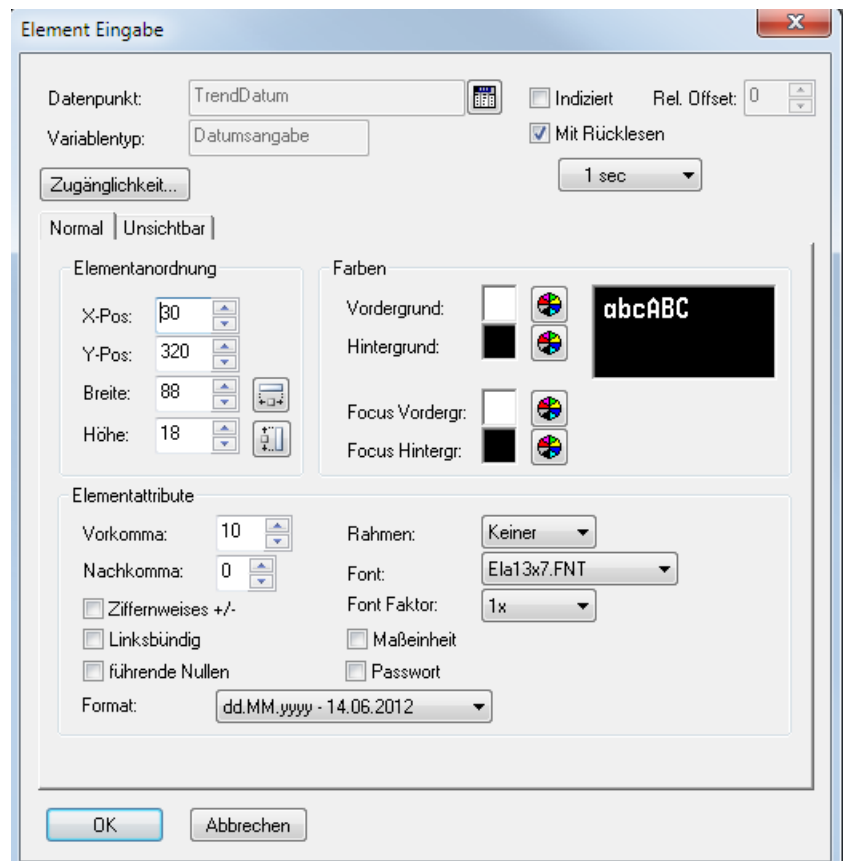 Element Eingabe
x
Datenpunkt: TrendDatum Indiziert Rel. Offset: 0
Variablentyp: Datumsangabe Mit Rücklesen
Zugänglichkeit... 1 sec
Normal Unsichtbar
Elementanordnung Farben
X-Pos: 30 Vordergrund: abcABC
Y-Pos: 320 Hintergrund:
Breite: 88
Focus Vordergr:
Höhe: 18
Focus Hintergr:
Elementattribute
Vorkomma: 10 Rahmen: Keiner
Nachkomma: 0 Font: Ela13x7.FNT
Ziffernweises +/- Font Faktor: 1x
Linksbündig Maßeinheit
führende Nullen Passwort
Format: dd.MM.yyyy - 14.06.2012
OK Abbrechen